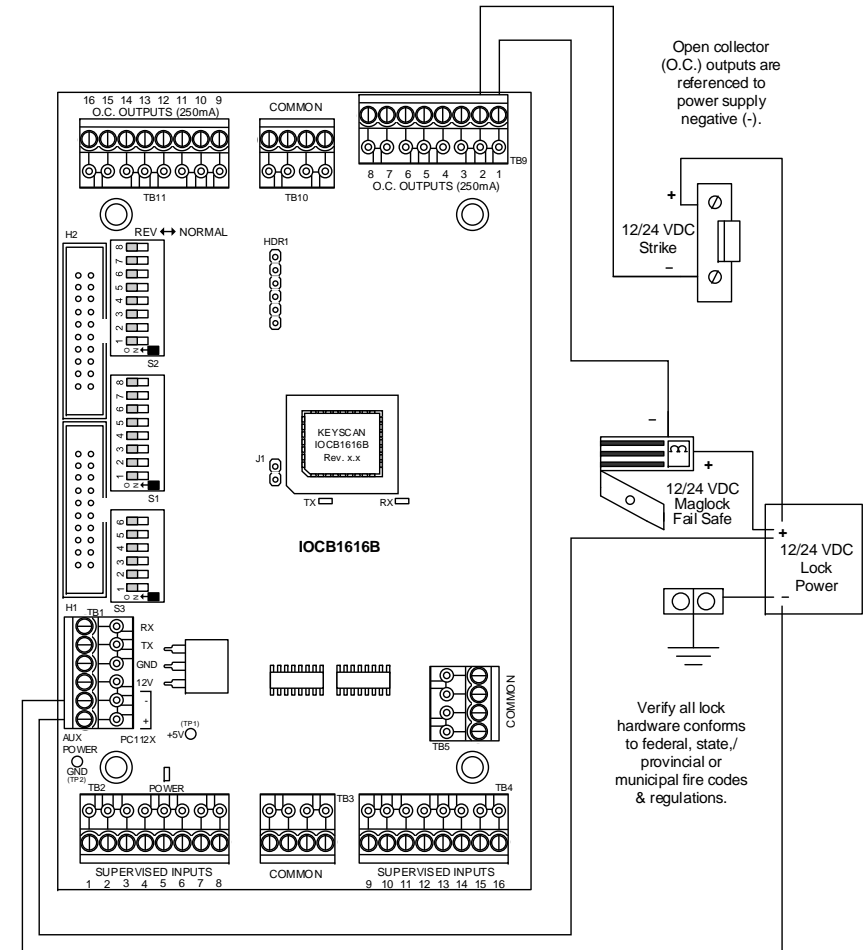 Open collector
(O.C.) outputs are
referenced to
power supply
negative (-).
16 15 14 13 12 11 10 9
O.C. OUTPUTS (250mA)
COMMON
TB11
TB10
TB9
8 7 6 5 4 3 2 1
O.C. OUTPUTS (250mA)
+
12/24 VDC
Strike
–
H2
REV ↔ NORMAL
HDR1
8
7
6
5
4
3
2
1
ON
S2
8
7
6
5
4
3
2
1
ON
S1
KEYSCAN
IOCB1616B
Rev. x.x
J1
TX
RX
IOCB1616B
–
+
12/24 VDC
Maglock
Fail Safe
+
12/24 VDC
Lock
Power
–
6
5
4
3
2
1
ON
H1
TB1
S3
RX
TX
GND
12V
-
+
AUX
POWER
PC112X
(TP1)
+5V
GND
(TP2)
COMMON
TB5
Verify all lock
hardware conforms
to federal, state,/
provincial or
municipal fire codes
& regulations.
TB2
POWER
TB3
TB4
SUPERVISED INPUTS
1 2 3 4 5 6 7 8
COMMON
SUPERVISED INPUTS
9 10 11 12 13 14 15 16